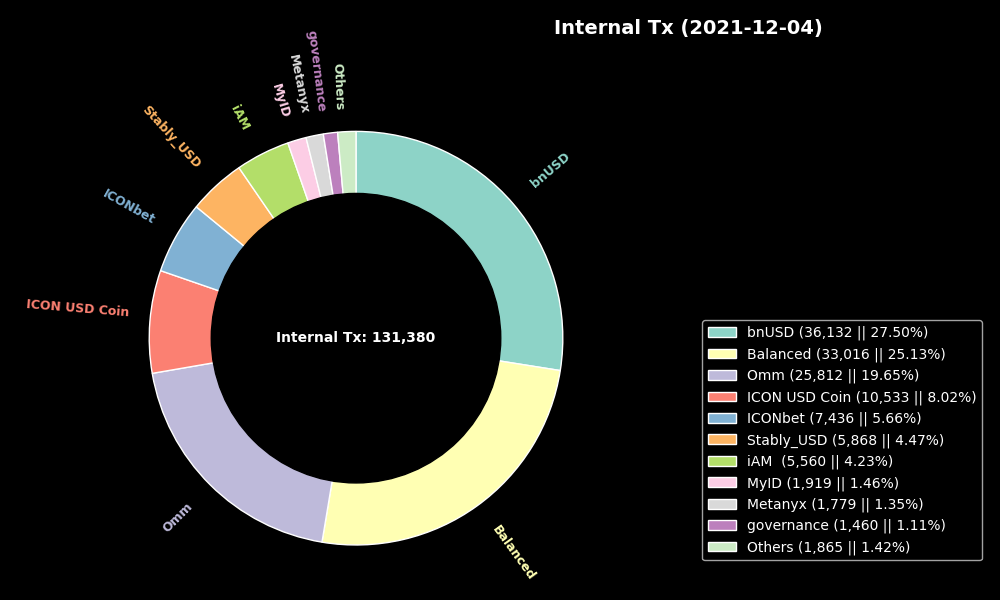 Internal Tx (2021-12-04)
governance
Others
Metanyx
MyID
iAM
Stably_USD
bnUSD
ICONbet
ICON USD Coin
Internal Tx: 131,380
Omm
Balanced
bnUSD (36,132 || 27.50%)
Balanced (33,016 || 25.13%)
Omm (25,812 || 19.65%)
ICON USD Coin (10,533 || 8.02%)
ICONbet (7,436 || 5.66%)
Stably_USD (5,868 || 4.47%)
iAM  (5,560 || 4.23%)
MyID (1,919 || 1.46%)
Metanyx (1,779 || 1.35%)
governance (1,460 || 1.11%)
Others (1,865 || 1.42%)